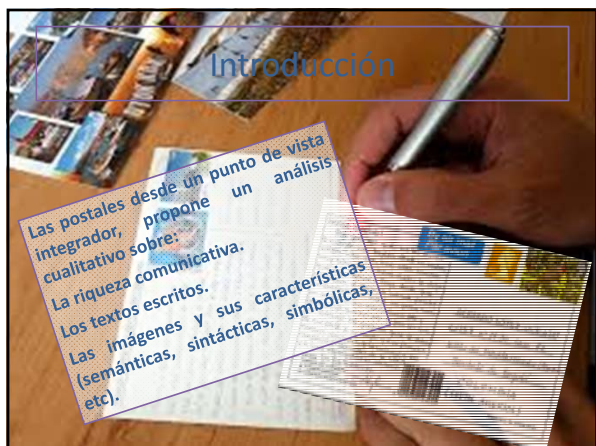 Introducción
Las postales desde un punto de vista
integrador, propone un análisis
cualitativo sobre:
La riqueza comunicativa.
Los textos escritos.
Las imágenes y sus características
(semánticas, sintácticas, simbólicas,
etc).